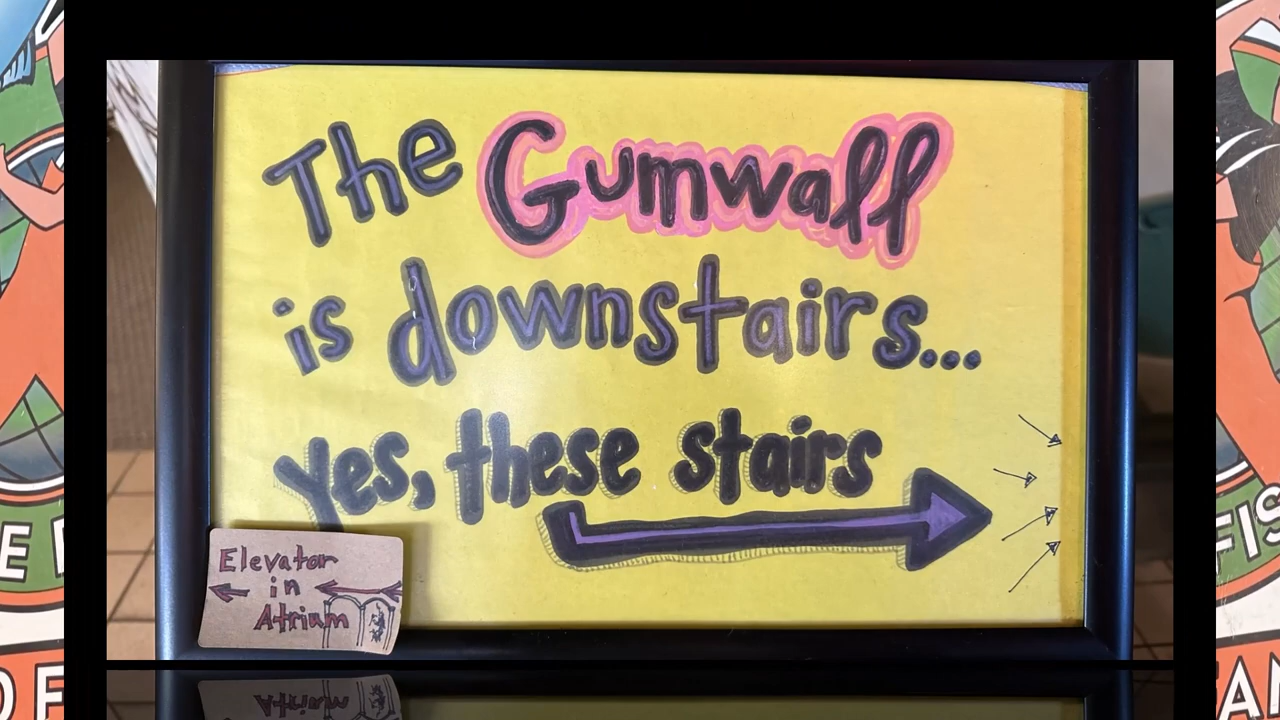 The Gumwall
is downstairs...
yes, these stairs
Elevator
in
Atrium